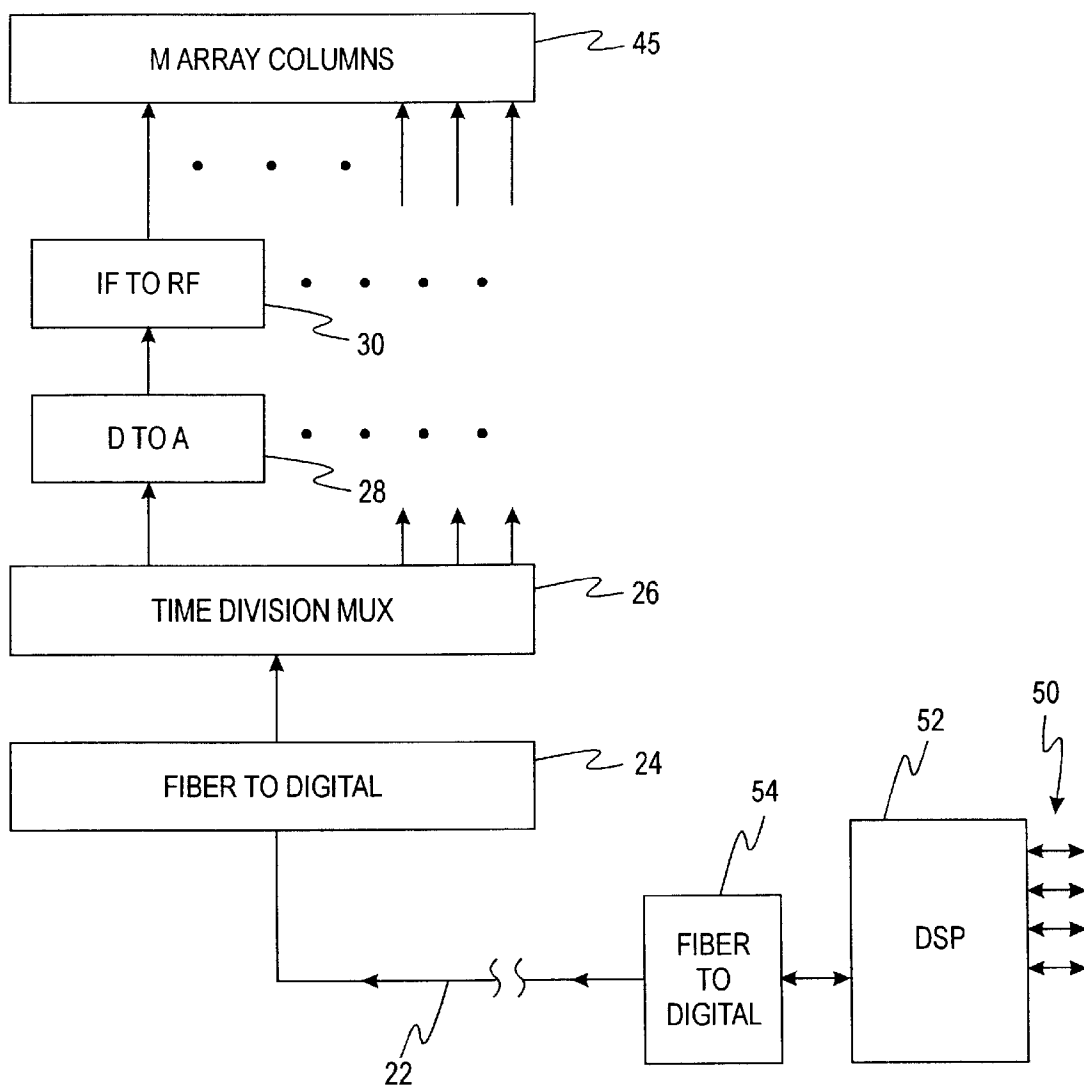 M ARRAY COLUMNS
45
IF TO RF
30
D TO A
28
TIME DIVISION MUX
26
FIBER TO DIGITAL
24
50
52
54
DSP
FIBER
TO
DIGITAL
22